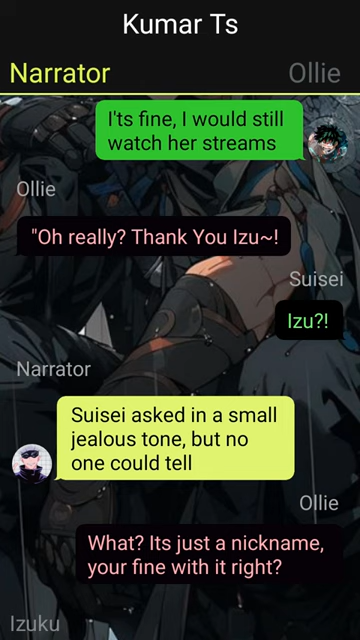 Kumar Ts
Narrator
Ollie
I'ts fine, I would still
watch her streams
Ollie
"Oh really? Thank You Izu~!
Suisei
Izu?!
Narrator
Suisei asked in a small
jealous tone, but no
one could tell
Ollie
What? Its just a nickname,
your fine with it right?
Izuku